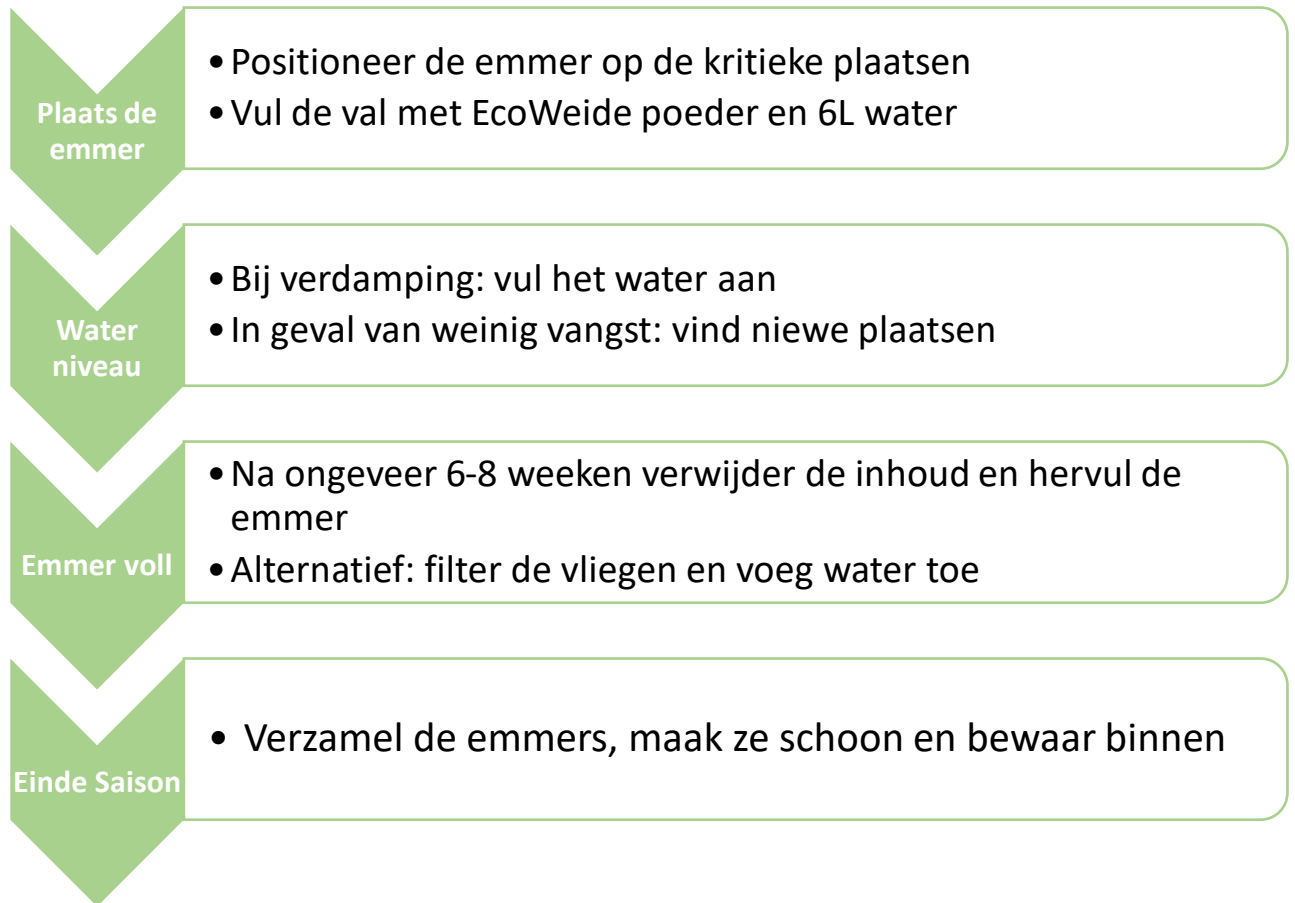 Plaats de
emmer
• Positioneer de emmer op de kritieke plaatsen
• Vul de val met EcoWeide poeder en 6L water
Water
niveau
• Bij verdamping: vul het water aan
• In geval van weinig vangst: vind niewe plaatsen
Emmer voll
• Na ongeveer 6-8 weeken verwijder de inhoud en hervul de
emmer
• Alternatief: filter de vliegen en voeg water toe
Einde Saison
• Verzamel de emmers, maak ze schoon en bewaar binnen